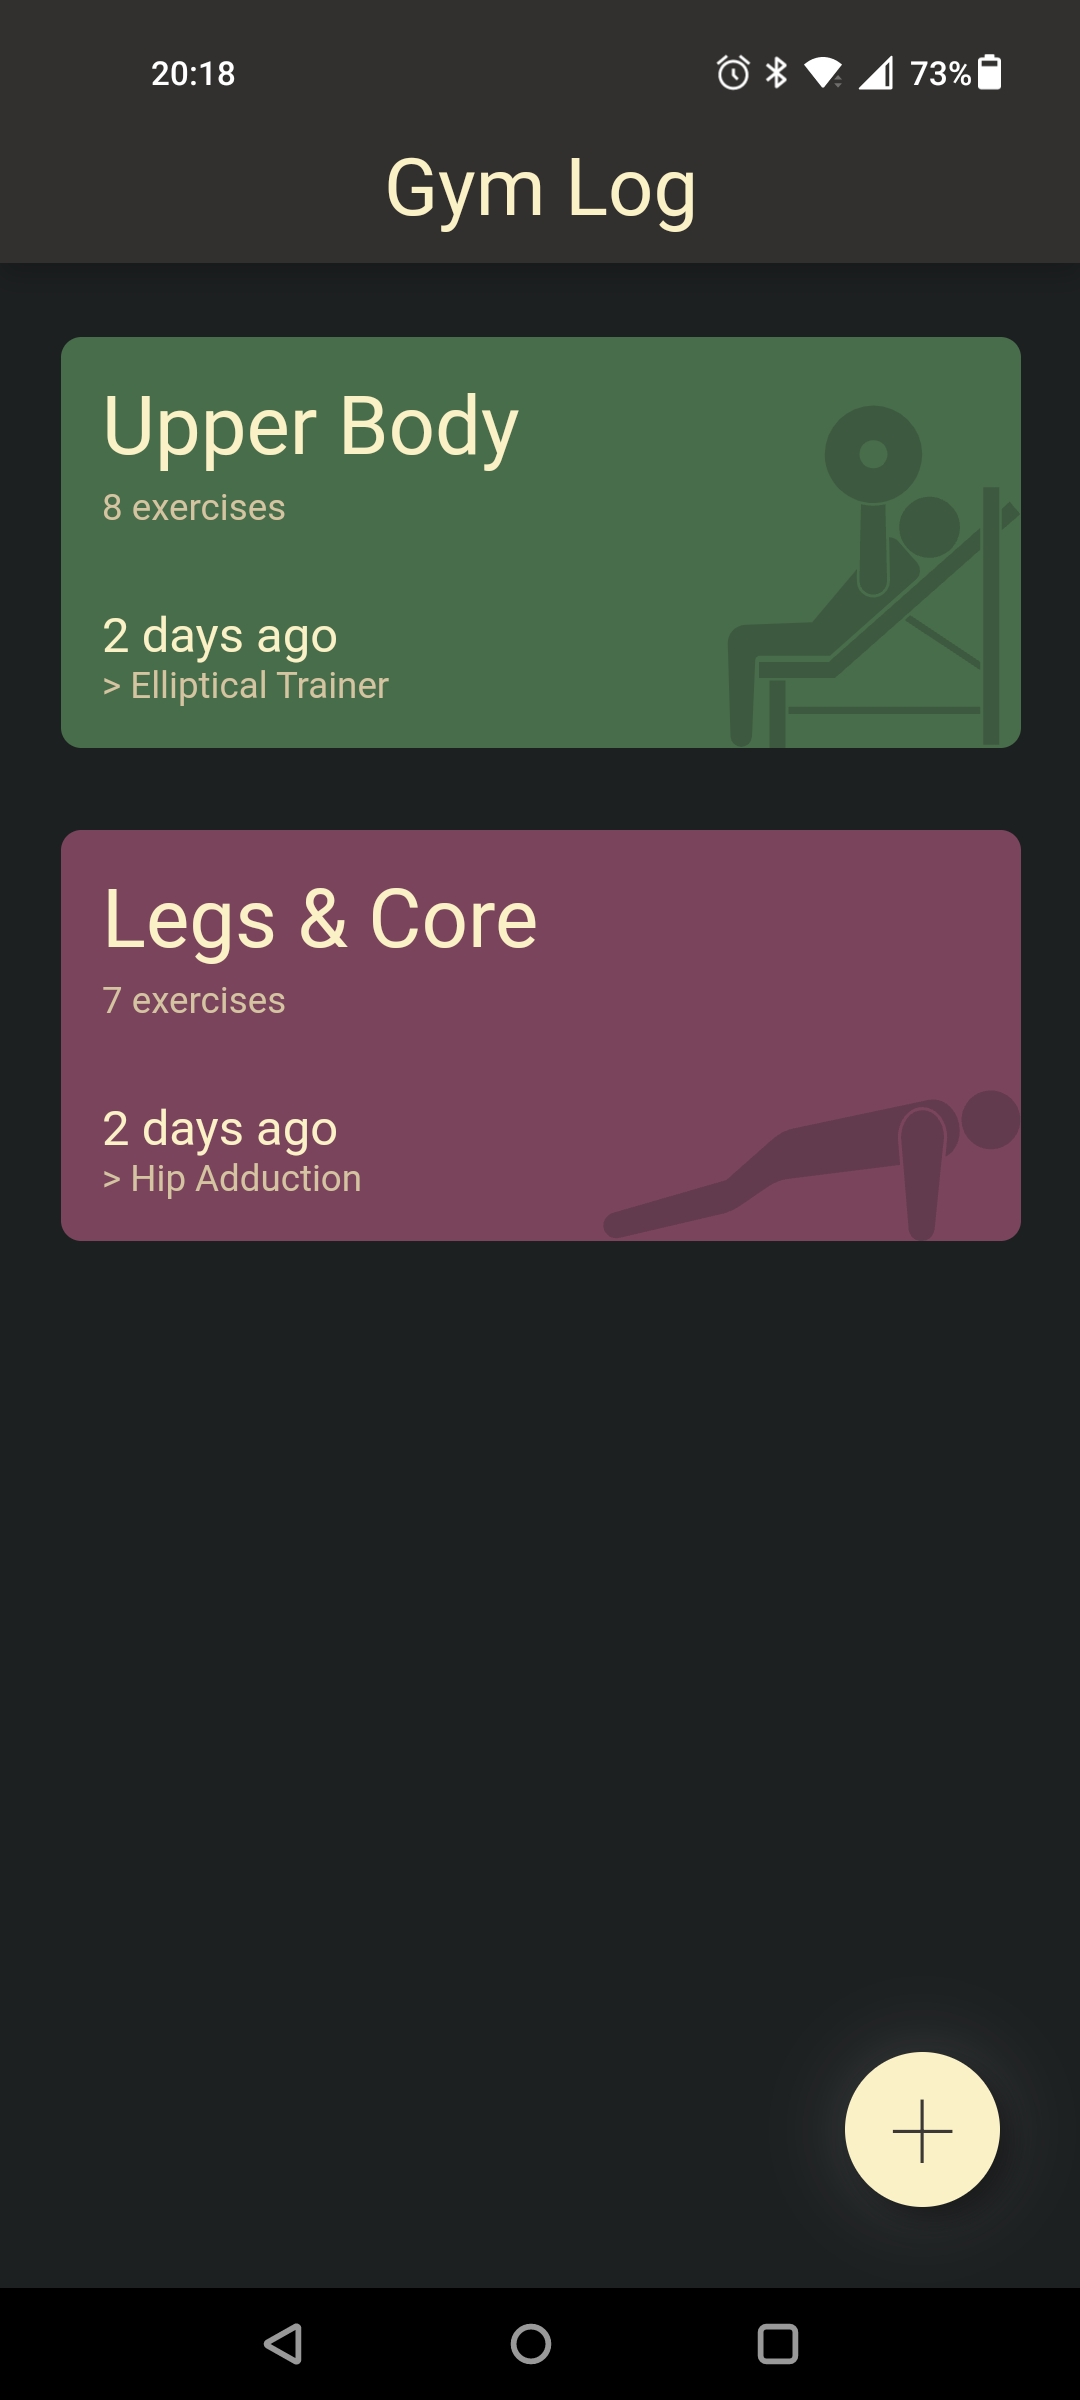 20:18
73%
Gym Log
Upper Body
8 exercises
2 days ago
> Elliptical Trainer
Legs & Core
7 exercises
2 days ago
> Hip Adduction